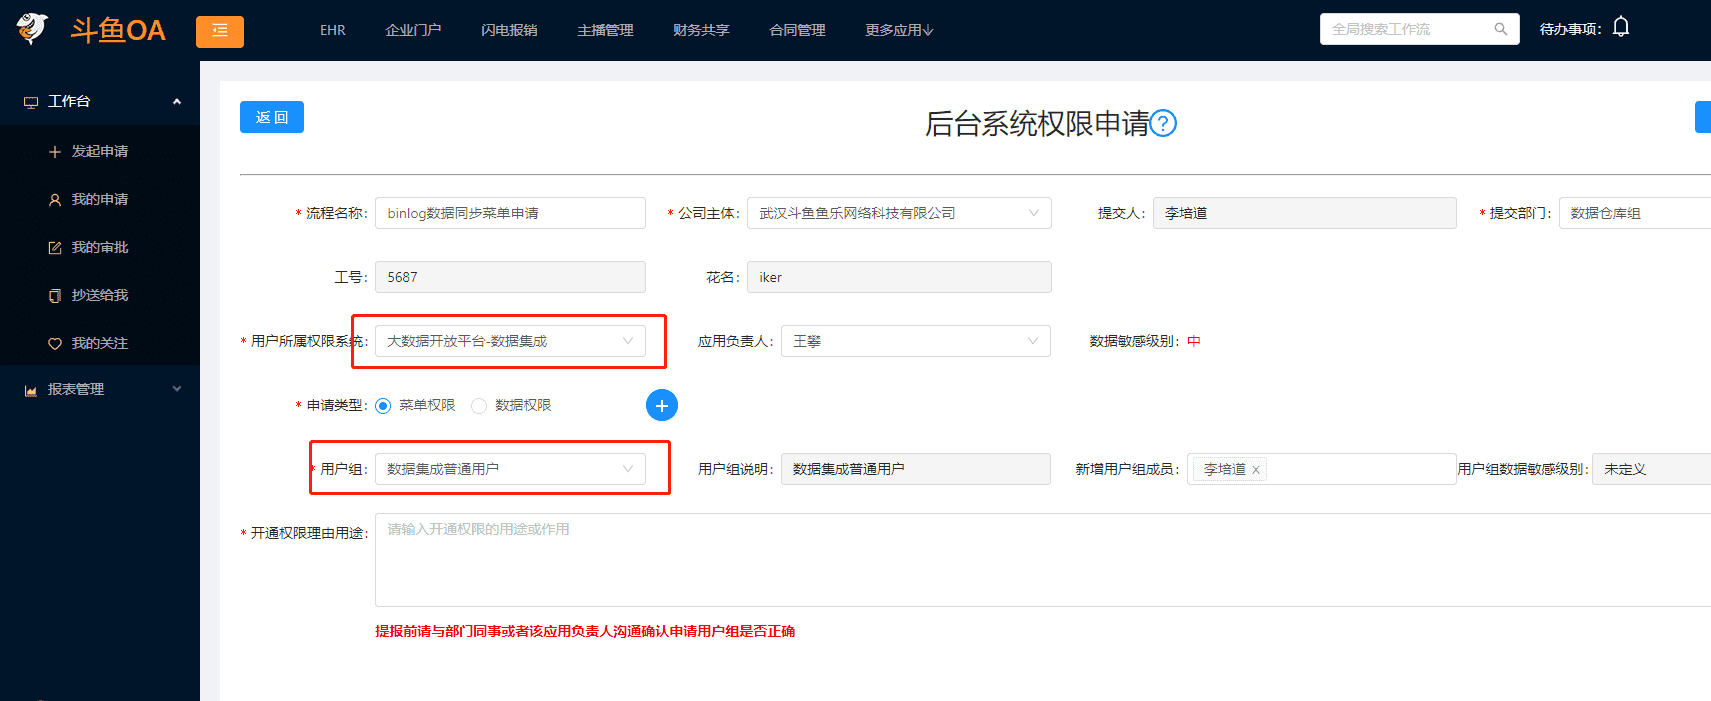 斗鱼OA
EHR 企业门户 闪电报销 主播管理 财务共享 合同管理 更多应用↓
全局搜索工作流
待办事项:
工作台
发起申请
我的申请
我的审批
抄送给我
我的关注
报表管理
返 回
后台系统权限申请?
* 流程名称: binlog数据同步菜单申请 * 公司主体: 武汉斗鱼鱼乐网络科技有限公司 提交人: 李培道 * 提交部门: 数据仓库组
工号: 5687 花名: iker
* 用户所属权限系统: 大数据开放平台-数据集成 应用负责人: 王攀 数据敏感级别: 中
* 申请类型: 菜单权限 数据权限 +
* 用户组: 数据集成普通用户 用户组说明: 数据集成普通用户 新增用户组成员: 李培道 x 用户组数据敏感级别: 未定义
* 开通权限理由用途: 请输入开通权限的用途或作用
提报前请与部门同事或者该应用负责人沟通确认申请用户组是否正确